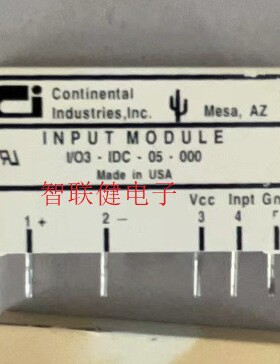 Continental
Industries, Inc.
Mesa, AZ
INPUT MODULE
I/O3 - IDC - 05 - 000
Made in USA
智联健电子
Vcc Inpt
1 + 2 - 3 4